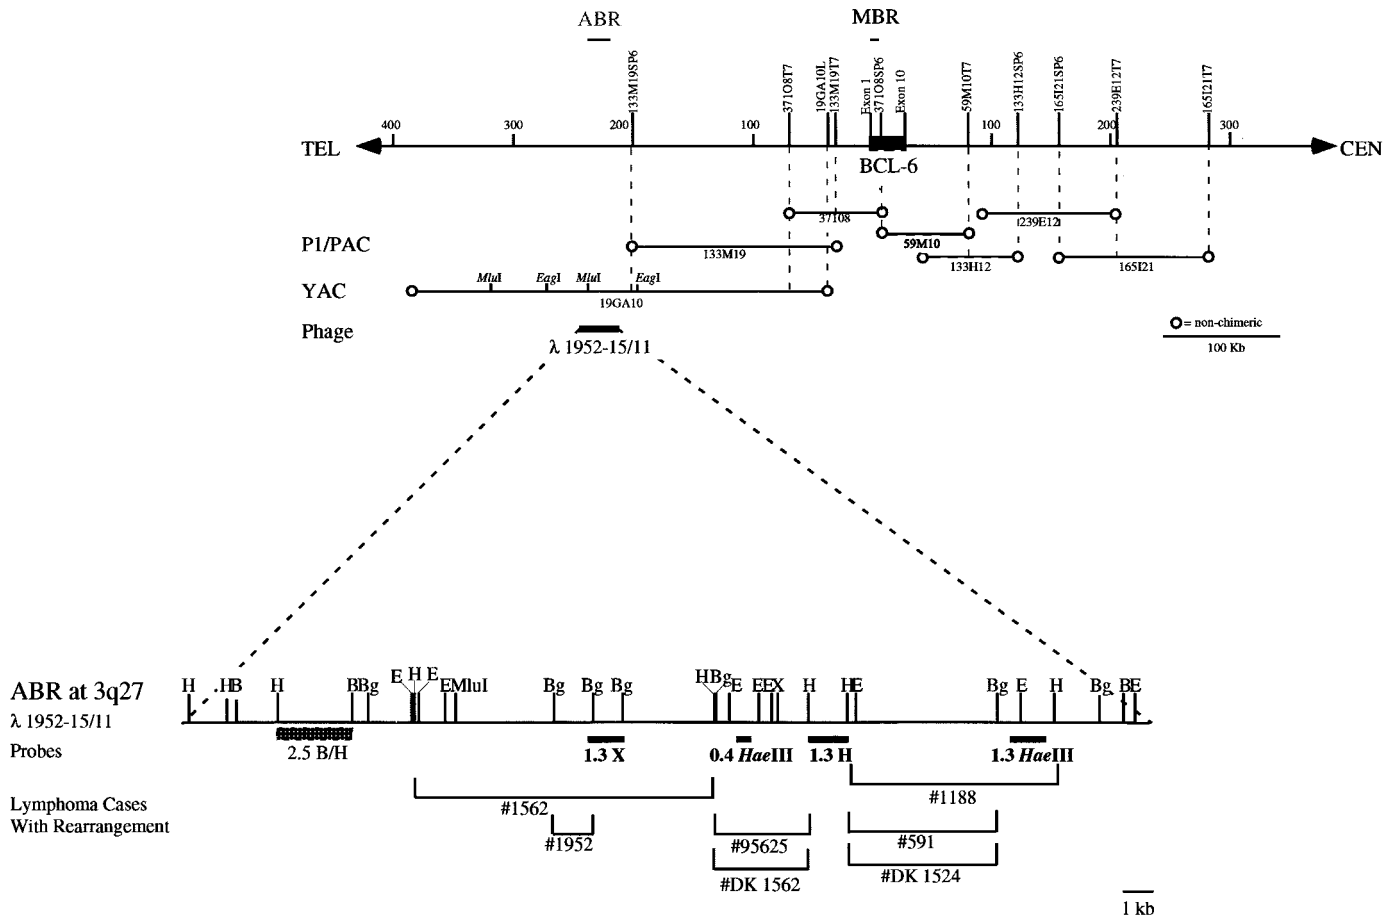 ABR MBR
133M19SP6 371O8T7 19GA10L 133M19T7 Exon 1 371O8SP6 Exon 10 59M10T7 133H12SP6 165I21SP6 239E12T7 165I21T7
400 300 200 100 100 200 300
TEL CEN
BCL-6
37108 239E12
P1/PAC 133M19 59M10 133H12 165I21
MluI EagI MluI EagI
YAC 19GA10
Phage
λ 1952-15/11
= non-chimeric
100 Kb
ABR at 3q27
H H B H B Bg E H E E MluI Bg Bg Bg H Bg E E E X H H E Bg E H Bg B E
λ 1952-15/11
Probes 2.5 B/H 1.3 X 0.4 HaeIII 1.3 H 1.3 HaeIII
Lymphoma Cases
With Rearrangement
#1562 #1188
#1952 #95625 #591
#DK 1562 #DK 1524
1 kb